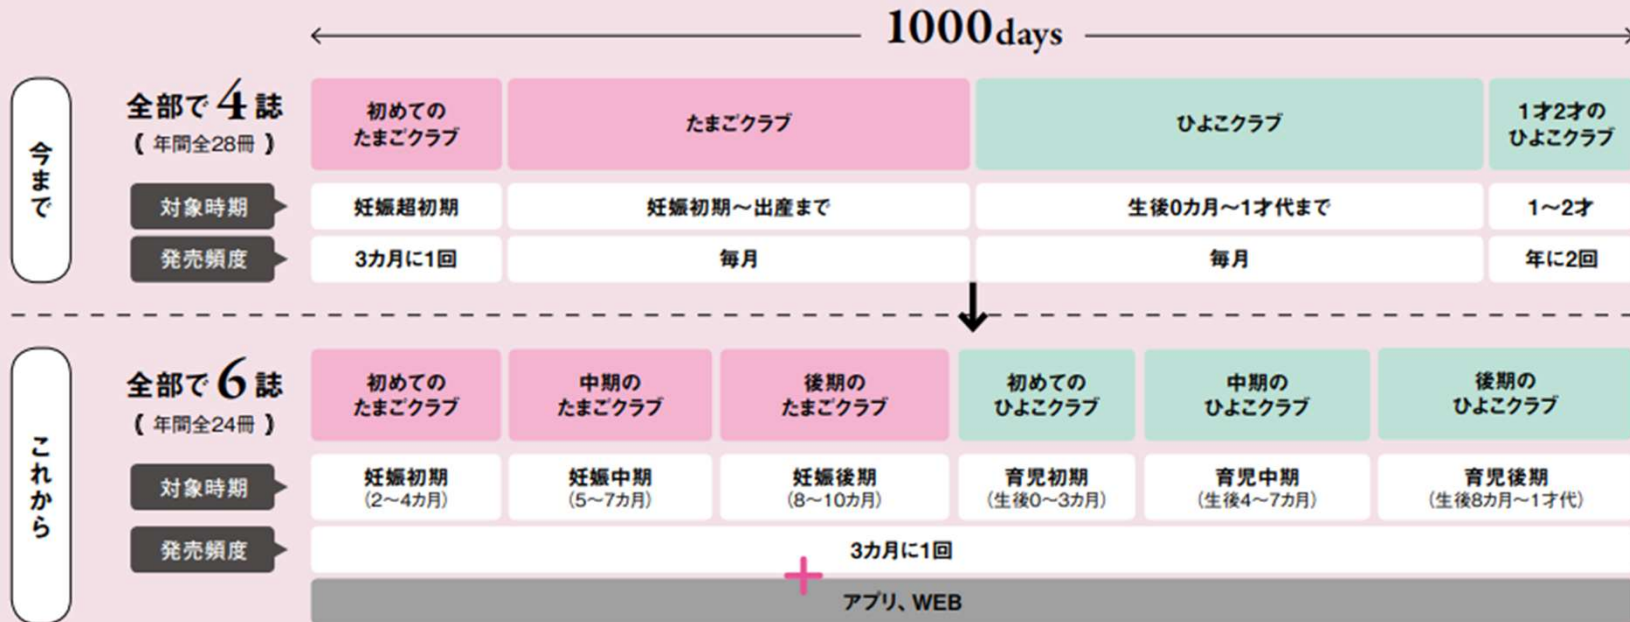 1000days
今まで
全部で4誌
( 年間全28冊 )
初めての
たまごクラブ
たまごクラブ
ひよこクラブ
1才2才の
ひよこクラブ
対象時期
妊娠超初期
妊娠初期〜出産まで
生後0カ月〜1才代まで
1〜2才
発売頻度
3カ月に1回
毎月
毎月
年に2回
これから
全部で6誌
( 年間全24冊 )
初めての
たまごクラブ
中期の
たまごクラブ
後期の
たまごクラブ
初めての
ひよこクラブ
中期の
ひよこクラブ
後期の
ひよこクラブ
対象時期
妊娠初期
(2〜4カ月)
妊娠中期
(5〜7カ月)
妊娠後期
(8〜10カ月)
育児初期
(生後0〜3カ月)
育児中期
(生後4〜7カ月)
育児後期
(生後8カ月〜1才代)
発売頻度
3カ月に1回
+
アプリ、WEB